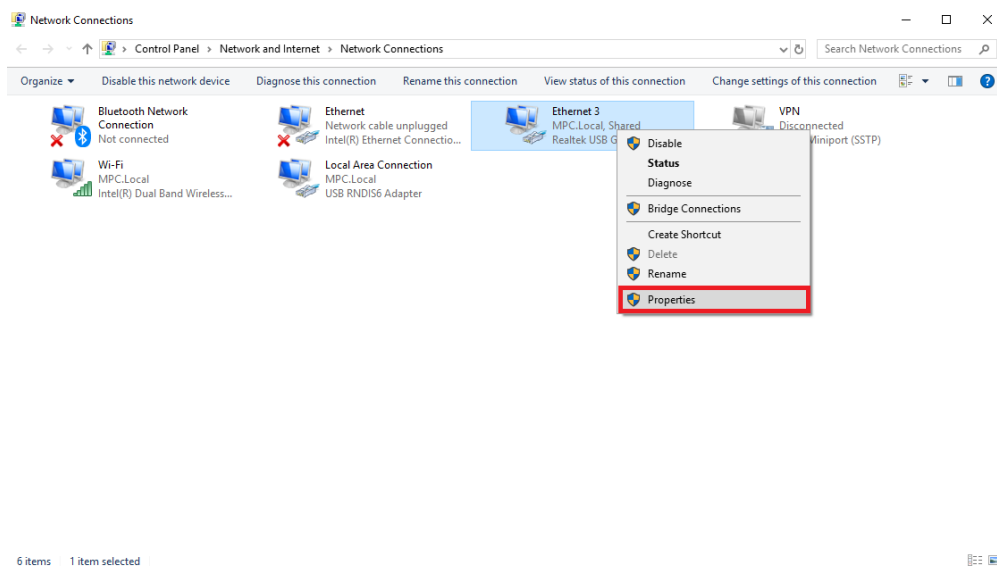 Network Connections
Control Panel > Network and Internet > Network Connections
Search Network Connections
Organize
Disable this network device
Diagnose this connection
Rename this connection
View status of this connection
Change settings of this connection
Bluetooth Network
Connection
Not connected
Ethernet
Network cable unplugged
Intel(R) Ethernet Connectio...
Ethernet 3
MPC.Local, Shared
Realtek USB G
VPN
Disconnected
Miniport (SSTP)
Wi-Fi
MPC.Local
Intel(R) Dual Band Wireless...
Local Area Connection
MPC.Local
USB RNDIS6 Adapter
Disable
Status
Diagnose
Bridge Connections
Create Shortcut
Delete
Rename
Properties
6 items
1 item selected